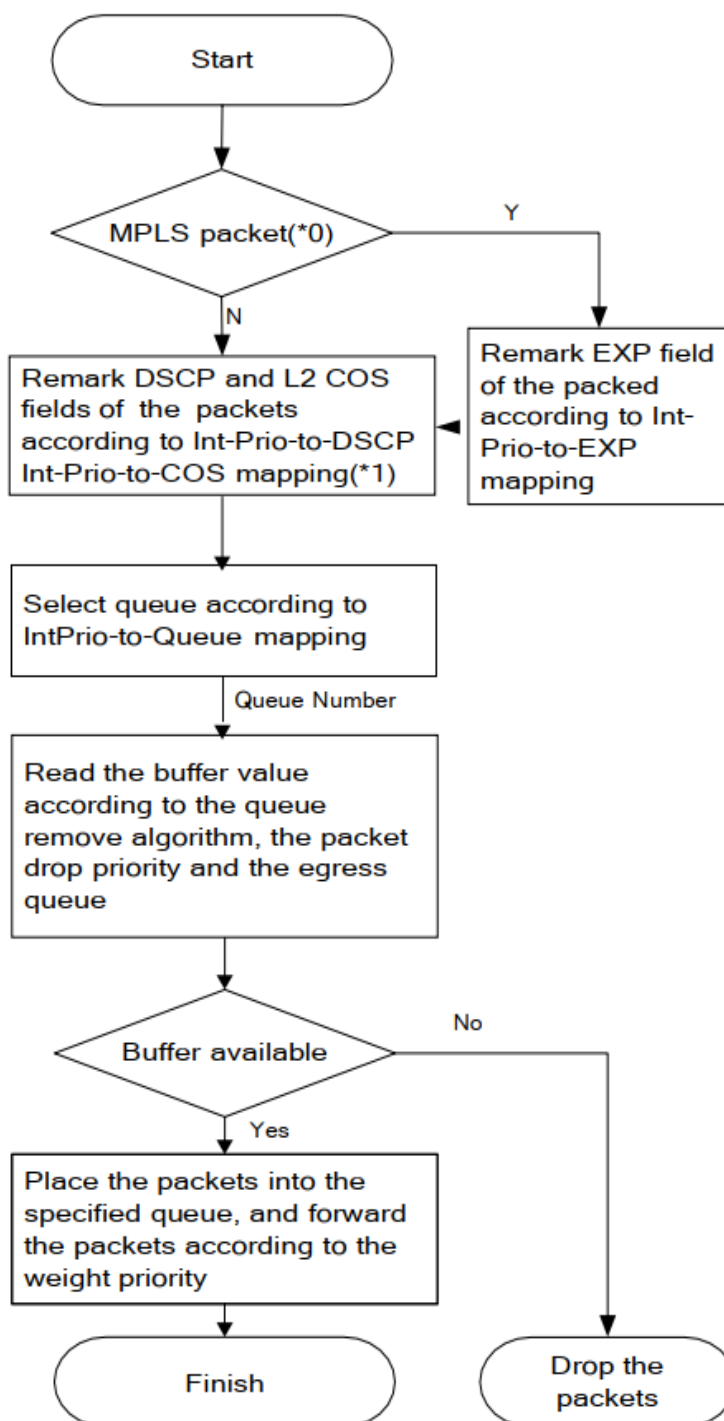 Start
MPLS packet(*0)
Y
N
Remark DSCP and L2 COS
fields of the packets
according to Int-Prio-to-DSCP
Int-Prio-to-COS mapping(*1)
Remark EXP field
of the packed
according to Int-
Prio-to-EXP
mapping
Select queue according to
IntPrio-to-Queue mapping
Queue Number
Read the buffer value
according to the queue
remove algorithm, the packet
drop priority and the egress
queue
Buffer available
No
Yes
Place the packets into the
specified queue, and forward
the packets according to the
weight priority
Finish
Drop the
packets